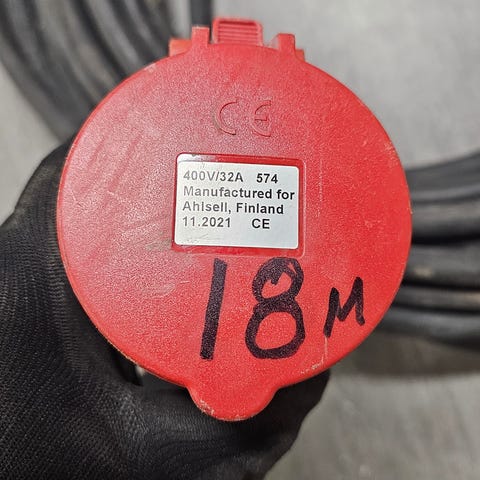 CE
400V/32A 574
Manufactured for
Ahlsell, Finland
11.2021 CE
18M